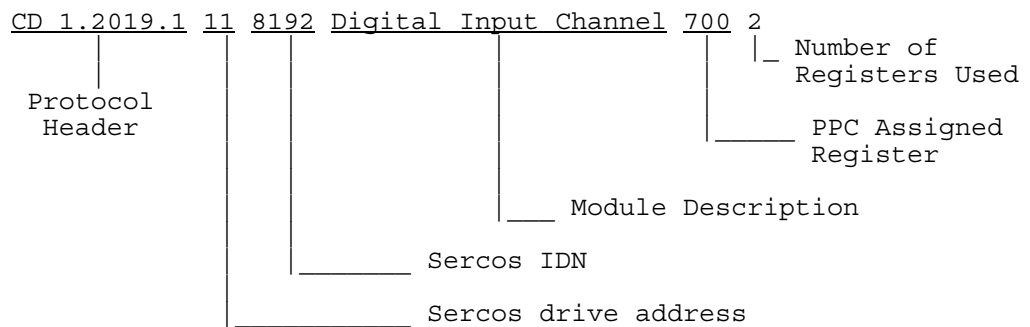 CD 1.2019.1 11 8192 Digital Input Channel 700 2
Number of
Registers Used
Protocol
Header
PPC Assigned
Register
Module Description
Sercos IDN
Sercos drive address